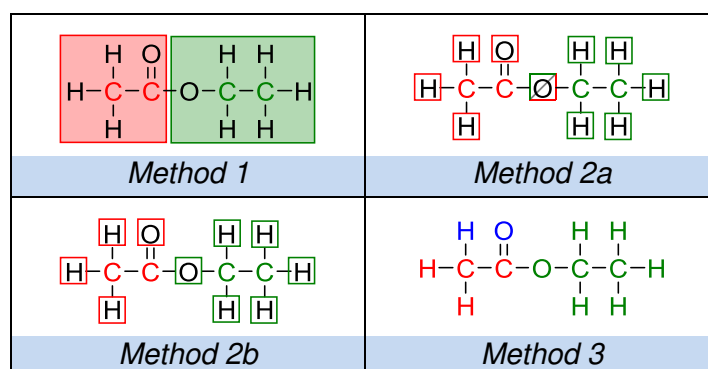 H O H H
H C C O C C H
H H H
Method 1
H O H H
H C C O C C H
H H H
Method 2a
H O H H
H C C O C C H
H H H
Method 2b
H O H H
H C C O C C H
H H H
Method 3